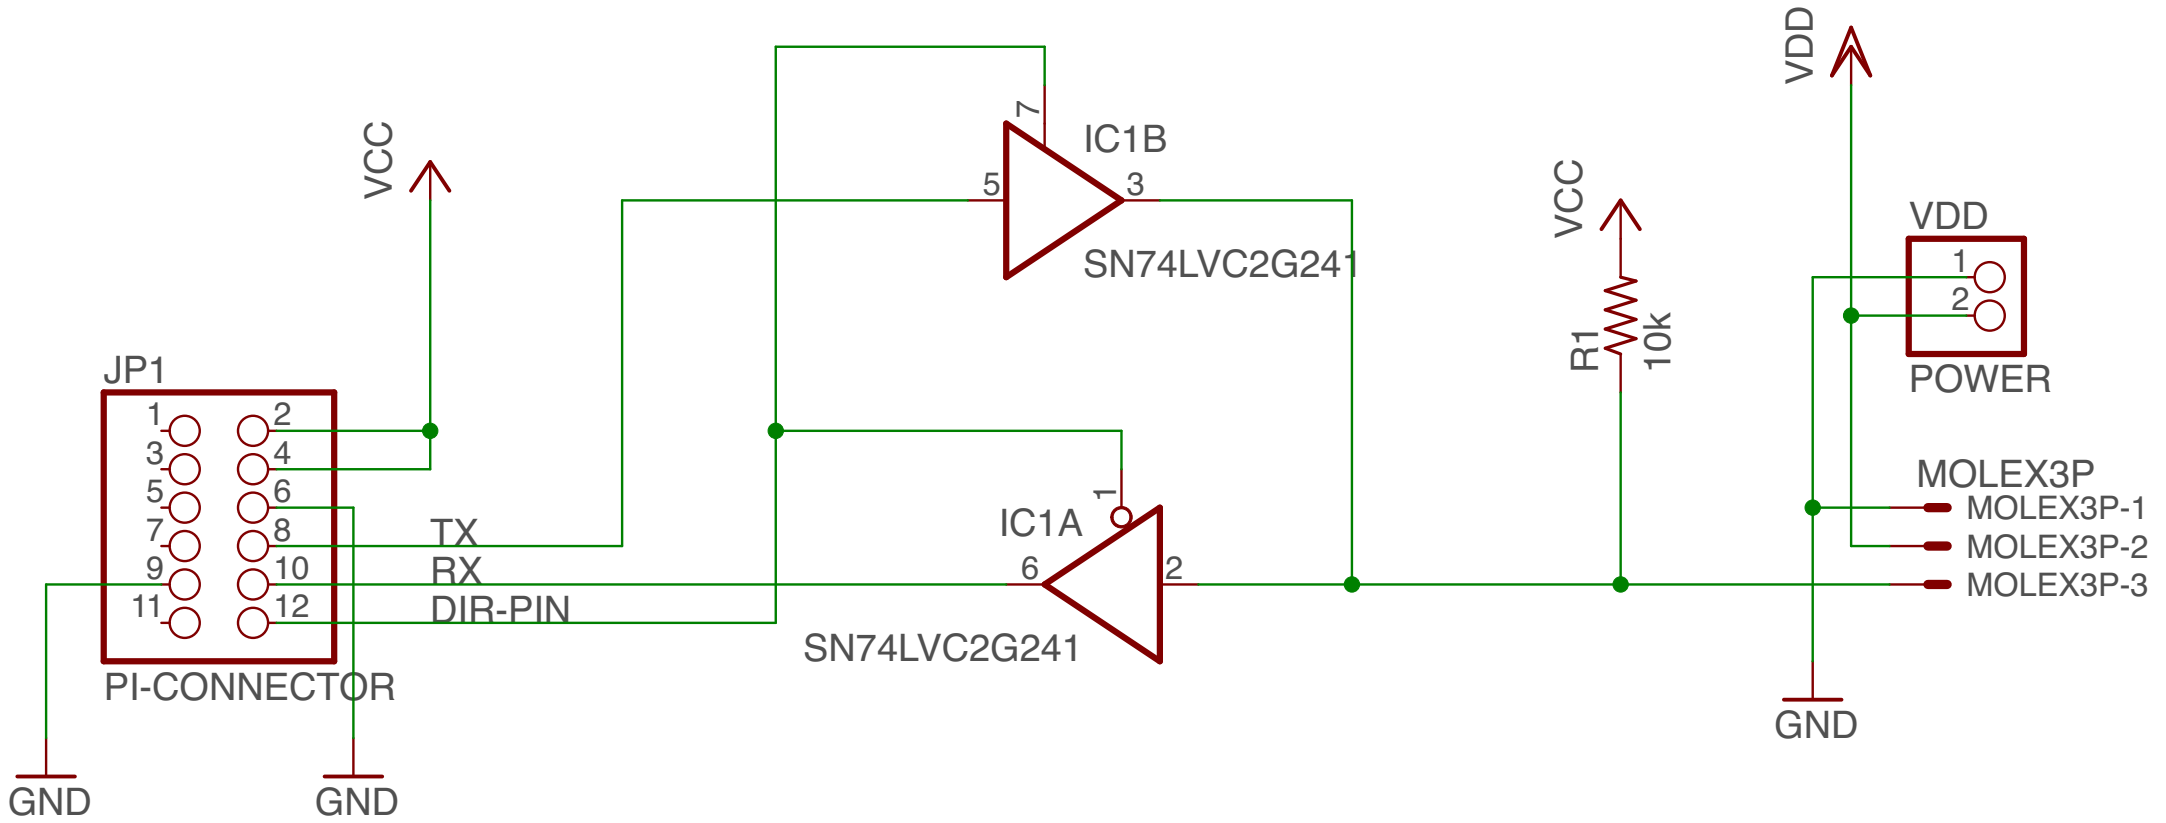 VDD
VCC
7
IC1B
5
3
SN74LVC2G241
VCC
R1
10k
VDD
1
2
POWER
JP1
1
2
3
4
5
6
7
8
9
10
11
12
PI-CONNECTOR
TX
RX
DIR-PIN
1
IC1A
6
2
SN74LVC2G241
MOLEX3P
MOLEX3P-1
MOLEX3P-2
MOLEX3P-3
GND
GND
GND